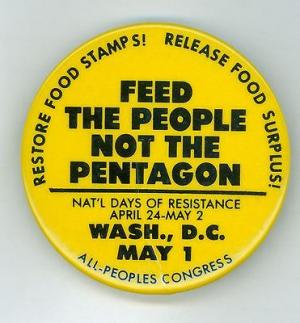 RESTORE FOOD STAMPS! RELEASE FOOD SURPLUS!
FEED
THE PEOPLE
NOT THE
PENTAGON
NAT'L DAYS OF RESISTANCE
APRIL 24-MAY 2
WASH., D.C.
MAY 1
ALL-PEOPLES CONGRESS